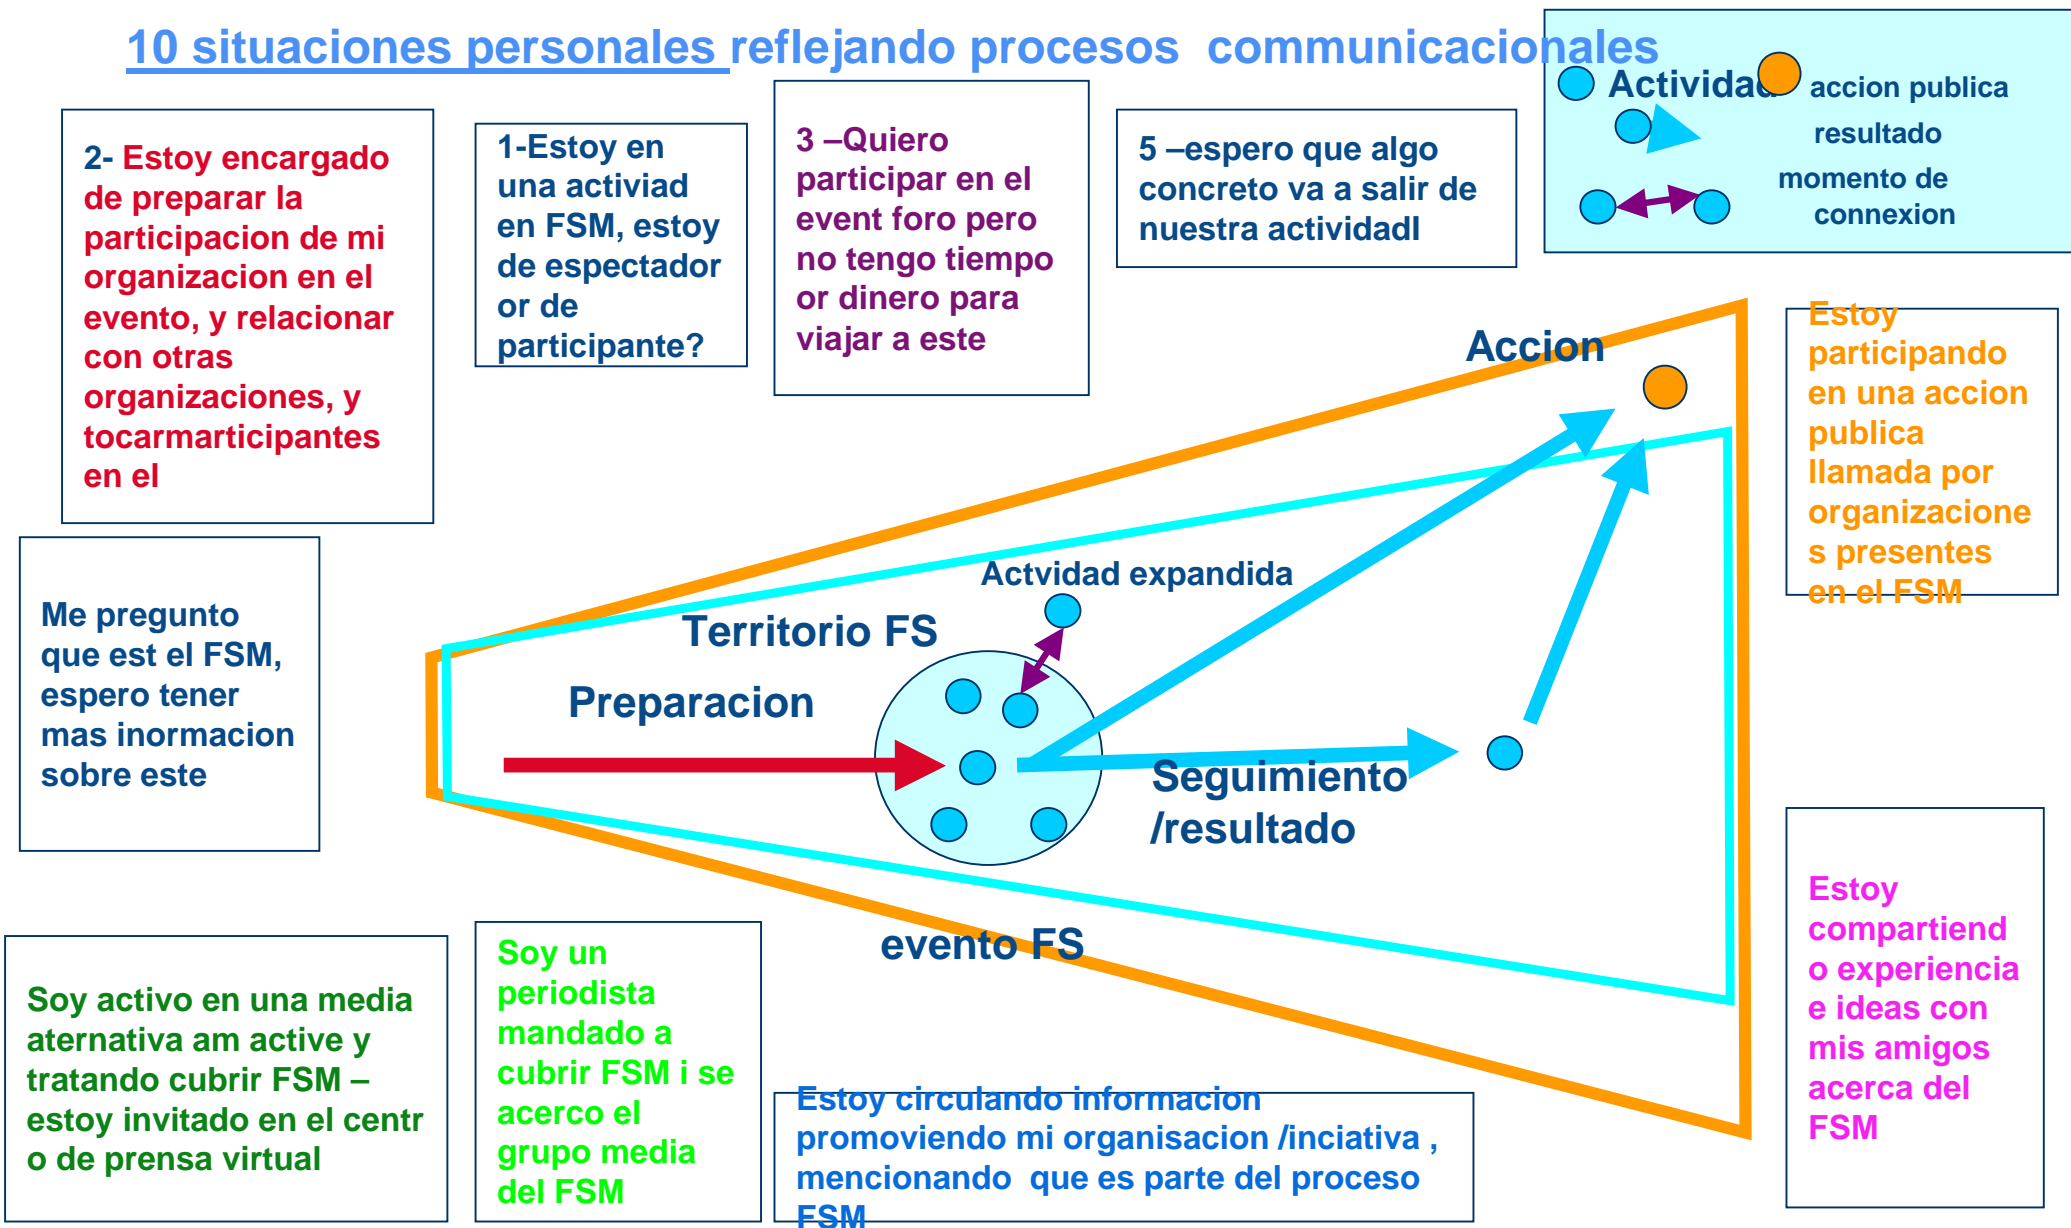 10 situaciones personales reflejando procesos communicacionales
Actividad
accion publica
resultado
momento de
connexion
2- Estoy encargado
de preparar la
participacion de mi
organizacion en el
evento, y relacionar
con otras
organizaciones, y
tocarmarticipantes
en el
1-Estoy en
una activiad
en FSM, estoy
de espectador
or de
participante?
3 –Quiero
participar en el
event foro pero
no tengo tiempo
or dinero para
viajar a este
5 –espero que algo
concreto va a salir de
nuestra actividadl
Estoy
participando
en una accion
publica
llamada por
organizacione
s presentes
en el FSM
Accion
Actvidad expandida
Territorio FS
Preparacion
Seguimiento
/resultado
evento FS
Me pregunto
que est el FSM,
espero tener
mas inormacion
sobre este
Soy activo en una media
aternativa am active y
tratando cubrir FSM –
estoy invitado en el centr
o de prensa virtual
Soy un
periodista
mandado a
cubrir FSM i se
acerco el
grupo media
del FSM
Estoy circulando informacion
promoviendo mi organisacion /inciativa ,
mencionando que es parte del proceso
FSM
Estoy
compartiend
o experiencia
e ideas con
mis amigos
acerca del
FSM